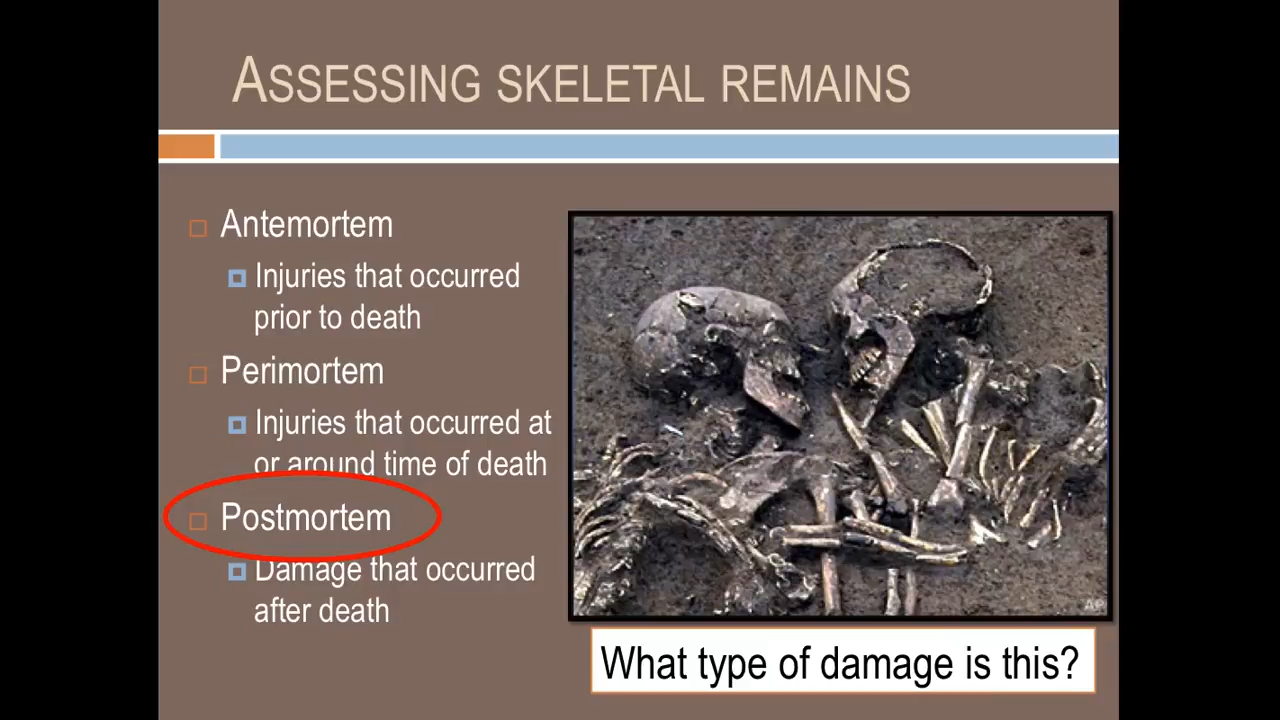 ASSESSING SKELETAL REMAINS
Antemortem
Injuries that occurred
prior to death
Perimortem
Injuries that occurred at
or around time of death
Postmortem
Damage that occurred
after death
AP
What type of damage is this?